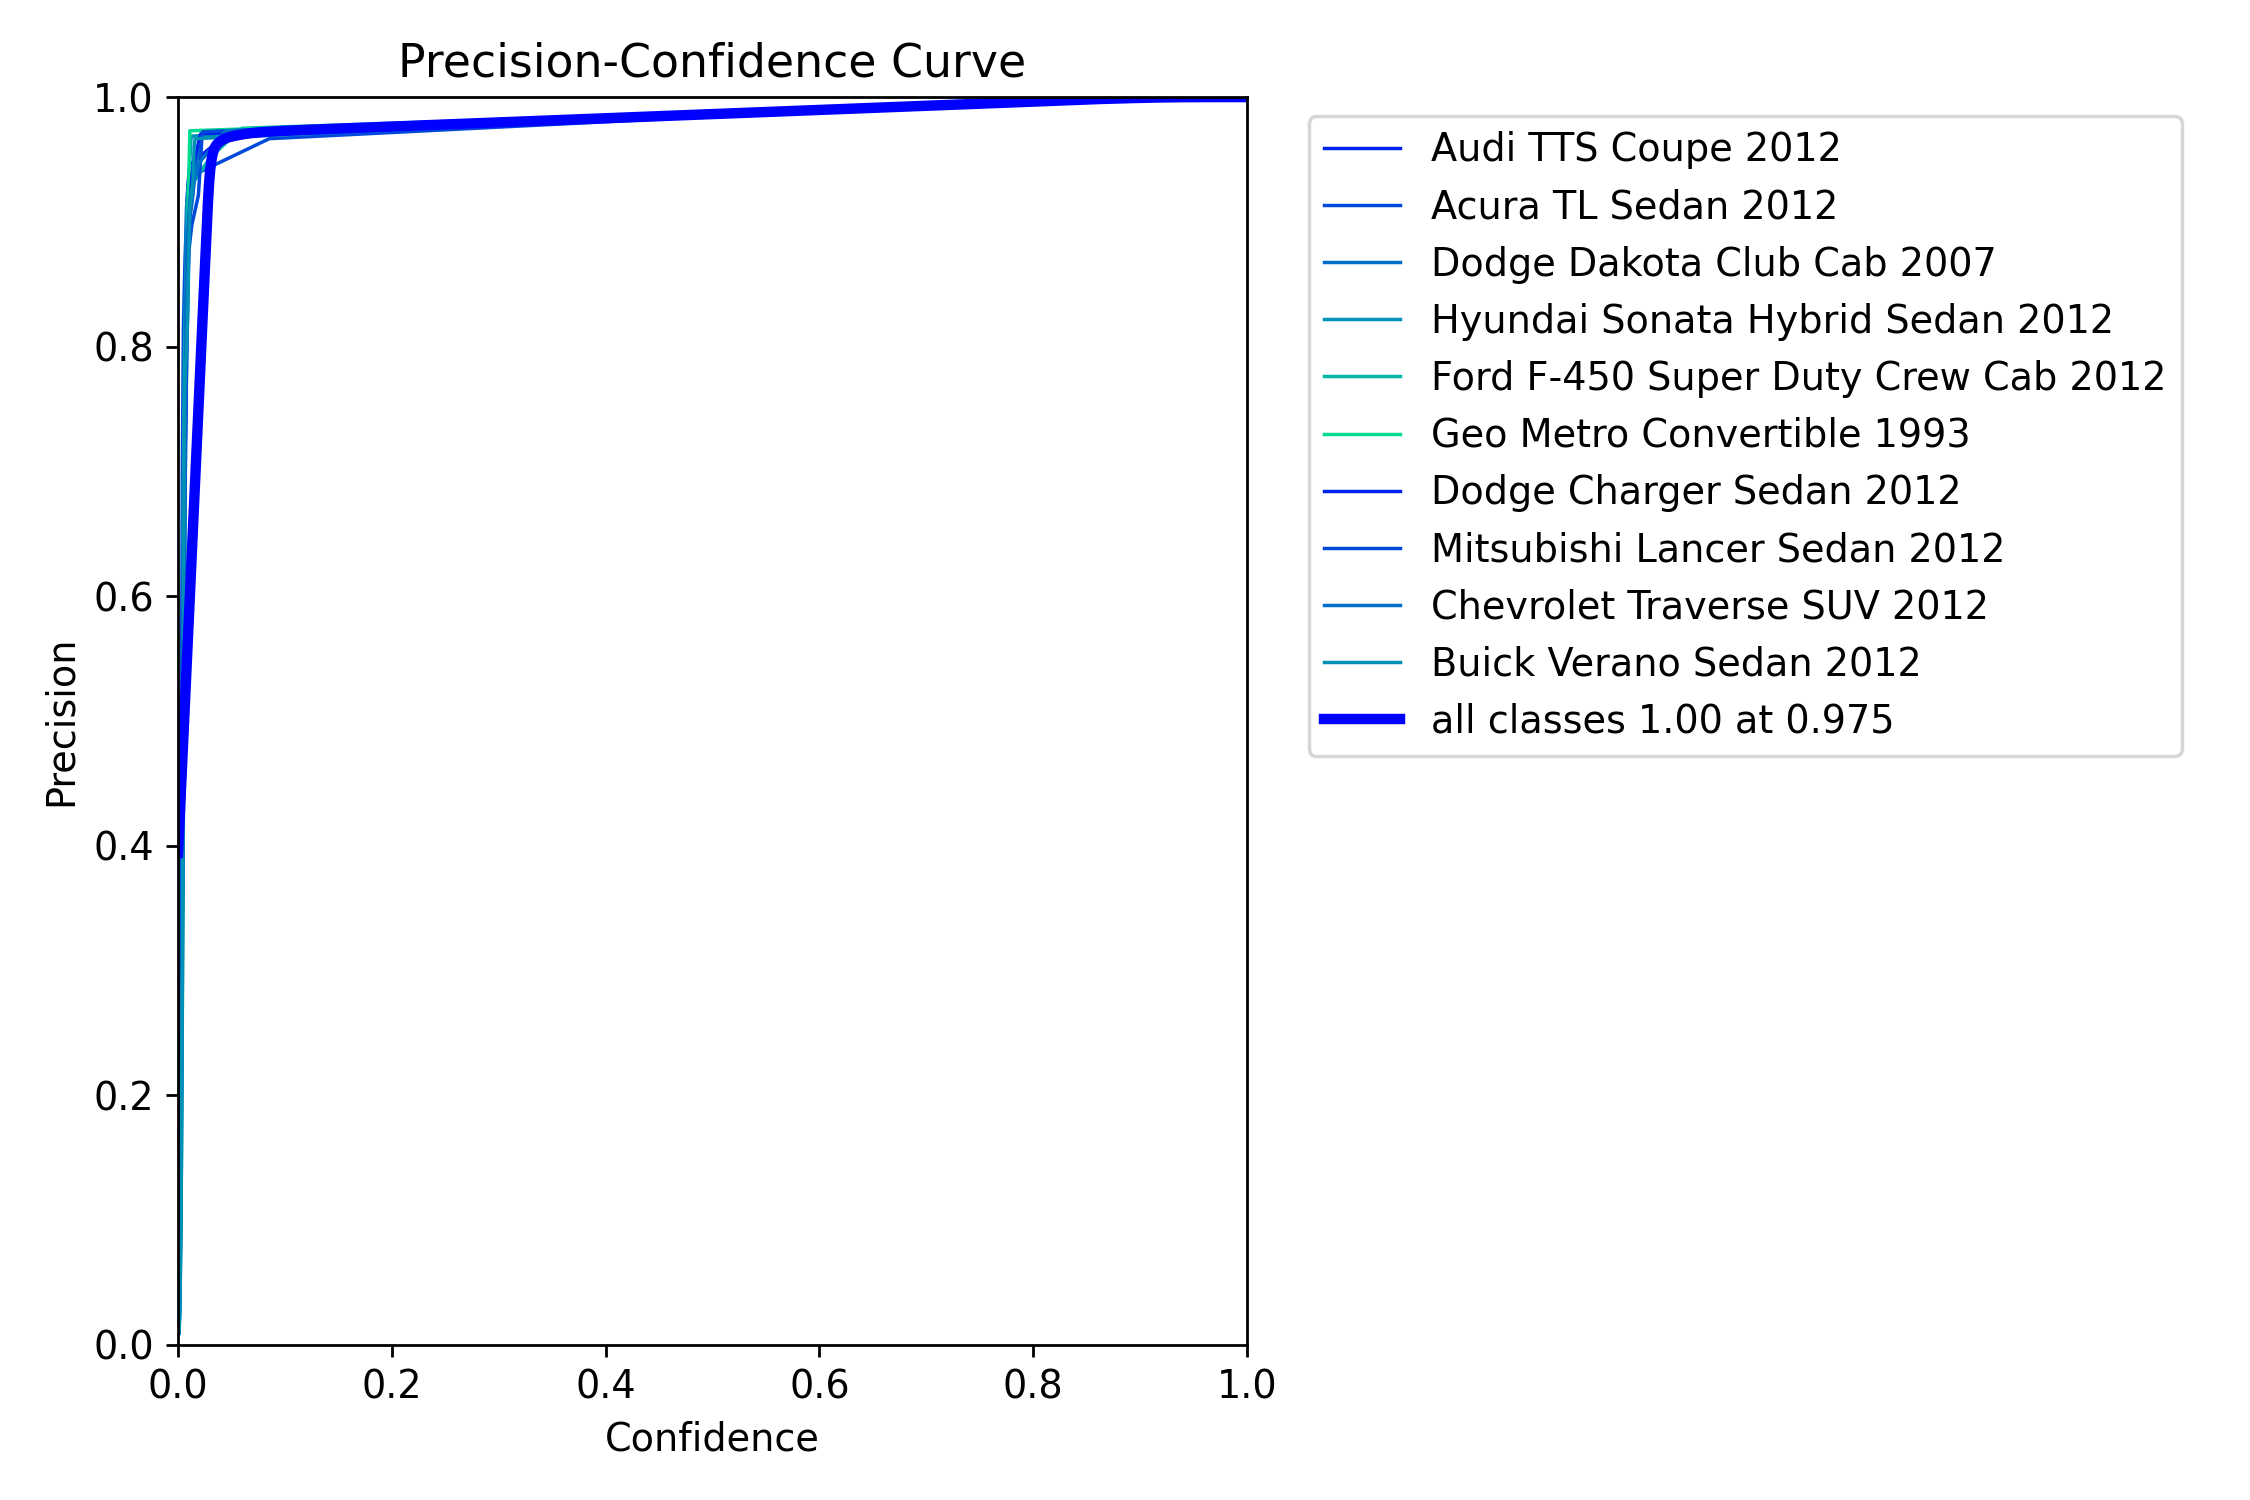 Precision-Confidence Curve
1.0
0.8
0.6
0.4
0.2
0.0
Precision
0.0 0.2 0.4 0.6 0.8 1.0
Confidence
Audi TTS Coupe 2012
Acura TL Sedan 2012
Dodge Dakota Club Cab 2007
Hyundai Sonata Hybrid Sedan 2012
Ford F-450 Super Duty Crew Cab 2012
Geo Metro Convertible 1993
Dodge Charger Sedan 2012
Mitsubishi Lancer Sedan 2012
Chevrolet Traverse SUV 2012
Buick Verano Sedan 2012
all classes 1.00 at 0.975